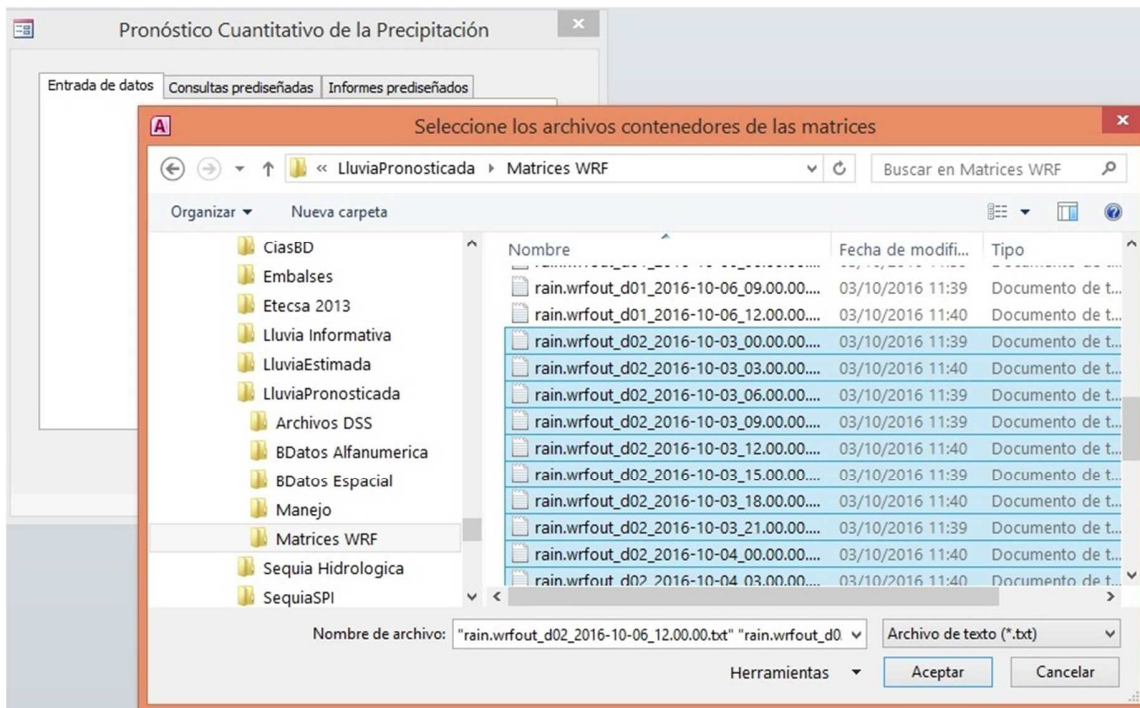 Pronóstico Cuantitativo de la Precipitación
Entrada de datos Consultas prediseñadas Informes prediseñados
A Seleccione los archivos contenedores de las matrices
« LluviaPronosticada Matrices WRF Buscar en Matrices WRF
Organizar Nueva carpeta
CiasBD
Embalses
Etecsa 2013
Lluvia Informativa
LluviaEstimada
LluviaPronosticada
Archivos DSS
BDatos Alfanumerica
BDatos Espacial
Manejo
Matrices WRF
Sequia Hidrologica
SequiaSPI
Nombre Fecha de modifi... Tipo
rain.wrfout_d01_2016-10-06_09.00.00.... 03/10/2016 11:39 Documento de t...
rain.wrfout_d01_2016-10-06_12.00.00.... 03/10/2016 11:40 Documento de t...
rain.wrfout_d02_2016-10-03_00.00.00.... 03/10/2016 11:39 Documento de t...
rain.wrfout_d02_2016-10-03_03.00.00.... 03/10/2016 11:40 Documento de t...
rain.wrfout_d02_2016-10-03_06.00.00.... 03/10/2016 11:39 Documento de t...
rain.wrfout_d02_2016-10-03_09.00.00.... 03/10/2016 11:39 Documento de t...
rain.wrfout_d02_2016-10-03_12.00.00.... 03/10/2016 11:40 Documento de t...
rain.wrfout_d02_2016-10-03_15.00.00.... 03/10/2016 11:39 Documento de t...
rain.wrfout_d02_2016-10-03_18.00.00.... 03/10/2016 11:40 Documento de t...
rain.wrfout_d02_2016-10-03_21.00.00.... 03/10/2016 11:39 Documento de t...
rain.wrfout_d02_2016-10-04_00.00.00.... 03/10/2016 11:40 Documento de t...
rain.wrfout_d02_2016-10-04_03.00.00.... 03/10/2016 11:40 Documento de t...
Nombre de archivo: "rain.wrfout_d02_2016-10-06_12.00.00.txt" "rain.wrfout_d0 Archivo de texto (*.txt)
Herramientas Aceptar Cancelar